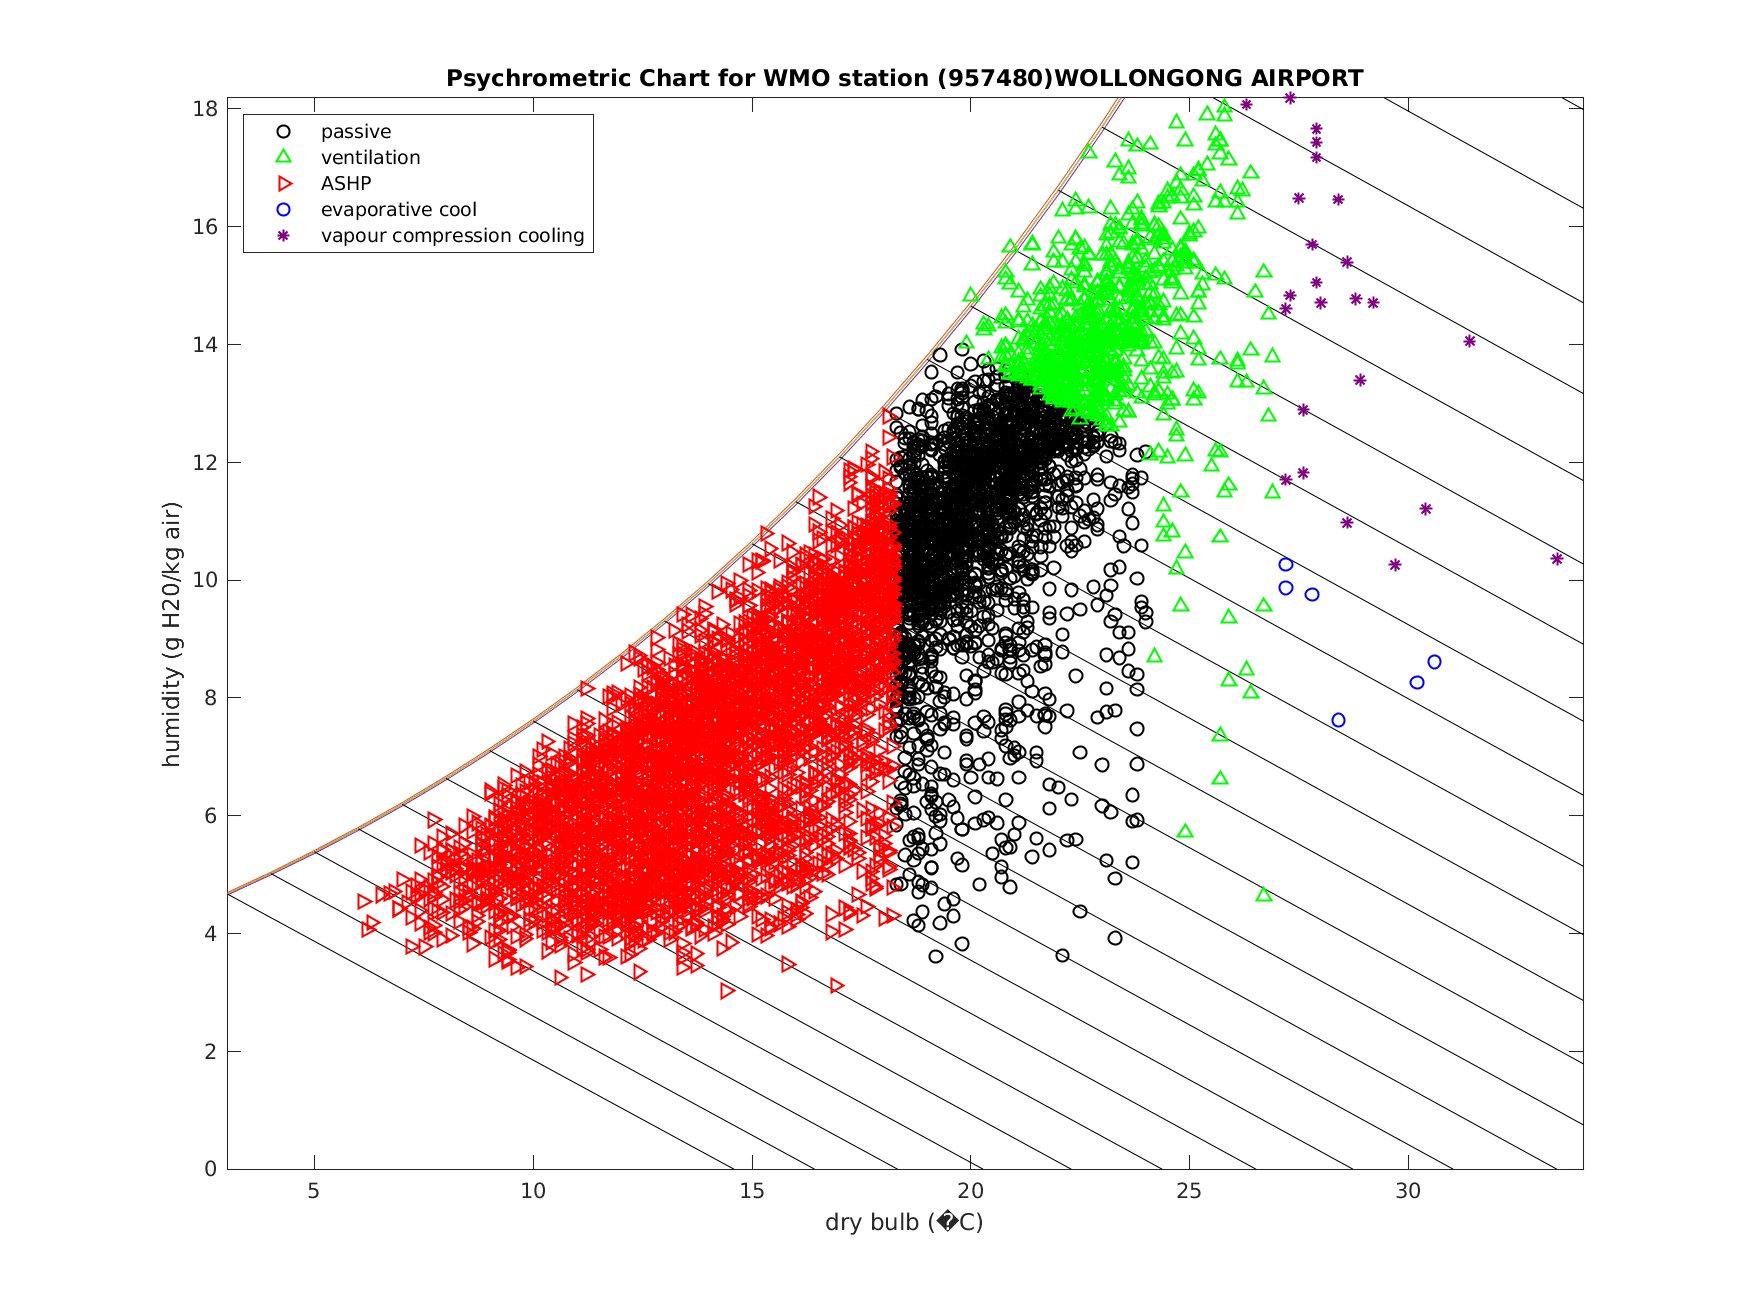 Psychrometric Chart for WMO station (957480)WOLLONGONG AIRPORT
passive
ventilation
ASHP
evaporative cool
vapour compression cooling
humidity (g H20/kg air)
18
16
14
12
10
8
6
4
2
0
5 10 15 20 25 30
dry bulb (�C)